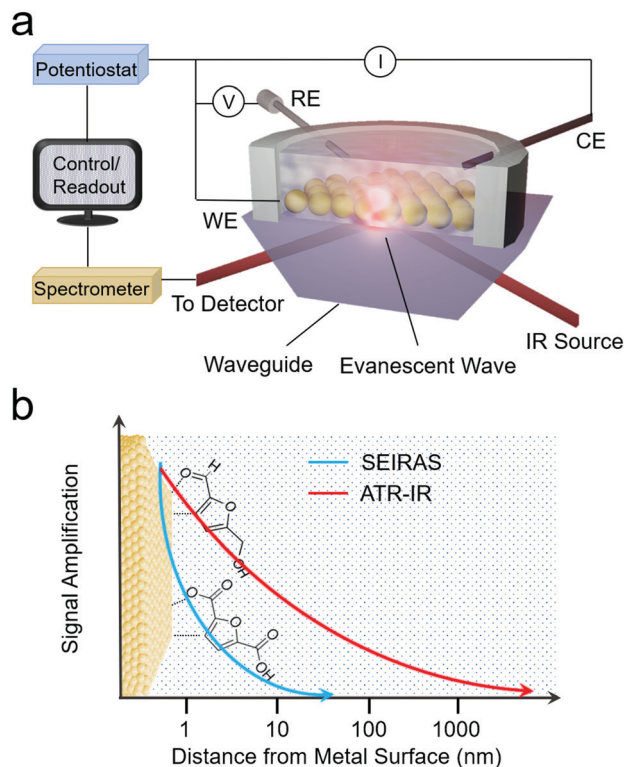 a
Potentiostat
I
V
RE
CE
Control/
Readout
WE
Spectrometer
To Detector
IR Source
Waveguide
Evanescent Wave
b
SEIRAS
ATR-IR
Signal Amplification
O
H
O
OH
O
O
O
O
OH
1 10 100 1000
Distance from Metal Surface (nm)